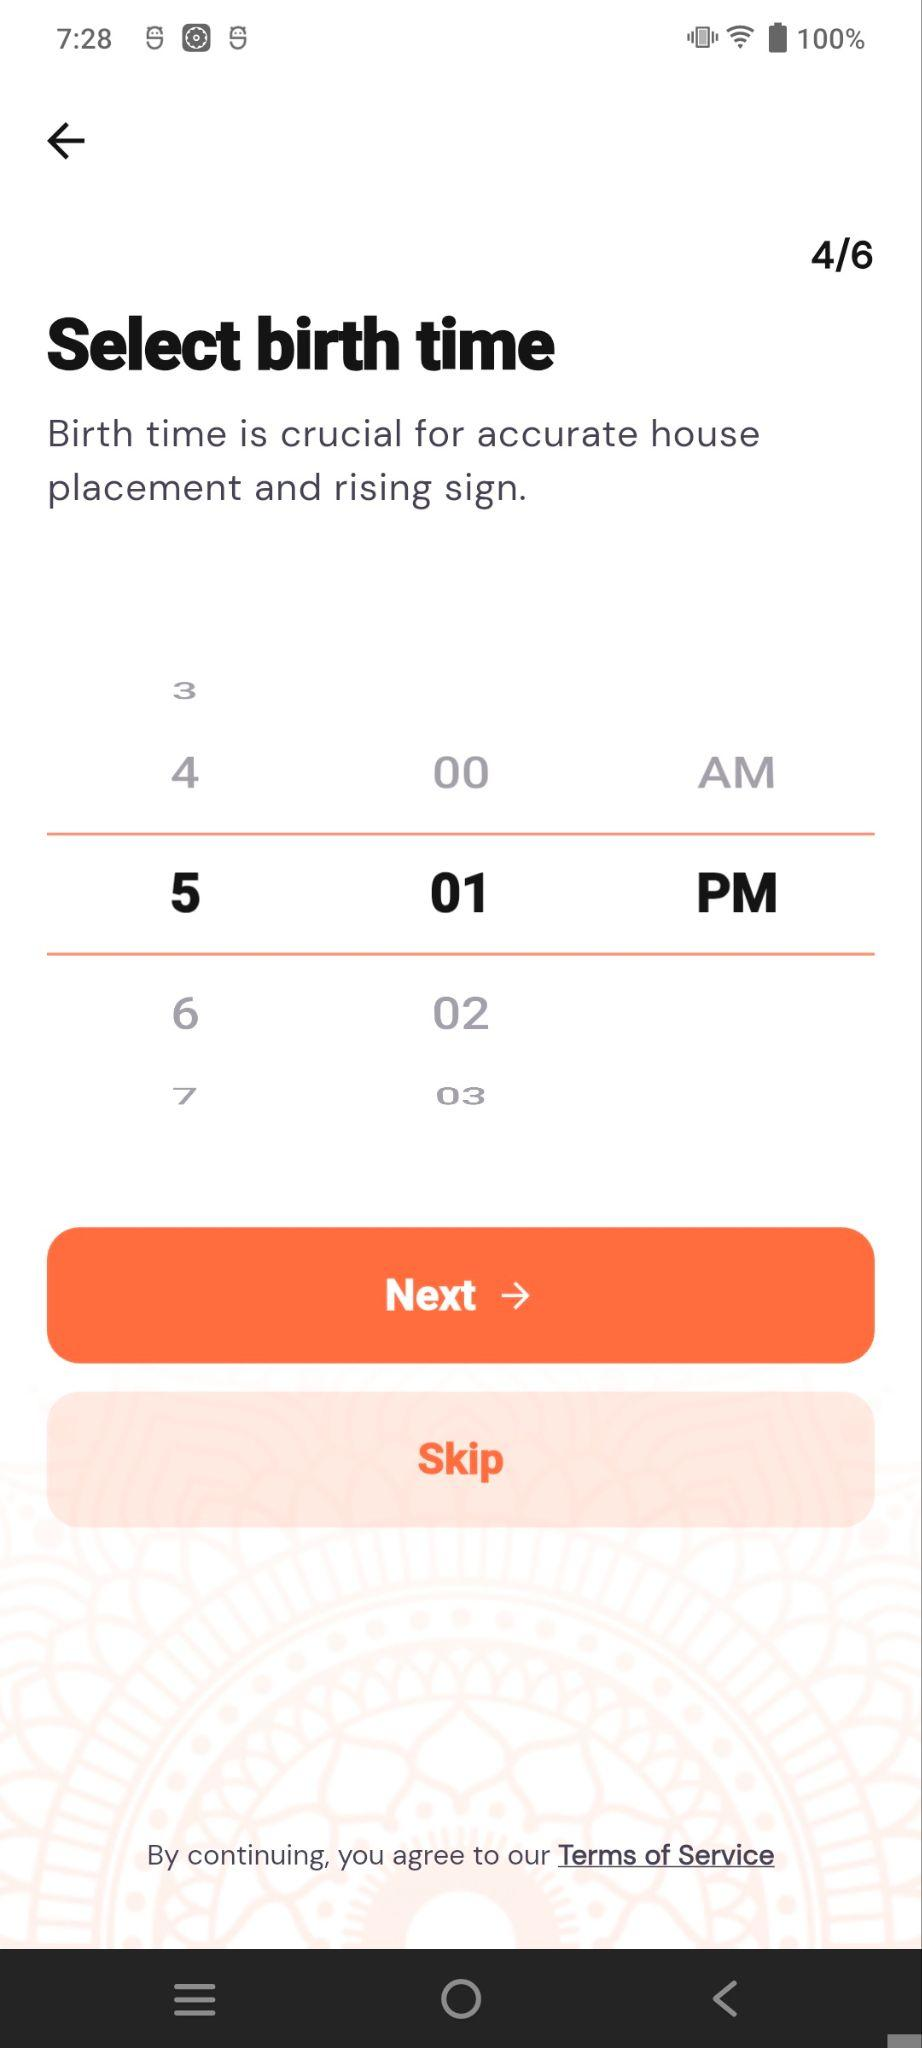 7:28 100%
4/6
Select birth time
Birth time is crucial for accurate house
placement and rising sign.
3
4 00 AM
5 01 PM
6 02
7 03
Next →
Skip
By continuing, you agree to our Terms of Service